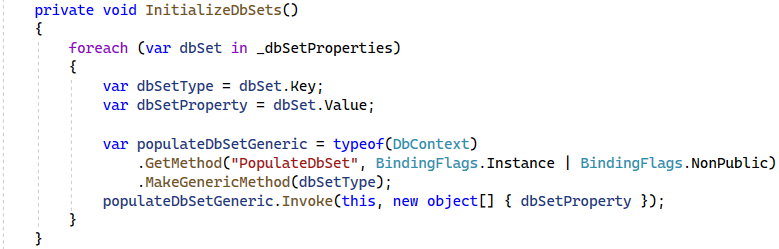 private void InitializeDbSets()
{
    foreach (var dbSet in _dbSetProperties)
    {
        var dbSetType = dbSet.Key;
        var dbSetProperty = dbSet.Value;

        var populateDbSetGeneric = typeof(DbContext)
            .GetMethod("PopulateDbSet", BindingFlags.Instance | BindingFlags.NonPublic)
            .MakeGenericMethod(dbSetType);
        populateDbSetGeneric.Invoke(this, new object[] { dbSetProperty });
    }
}